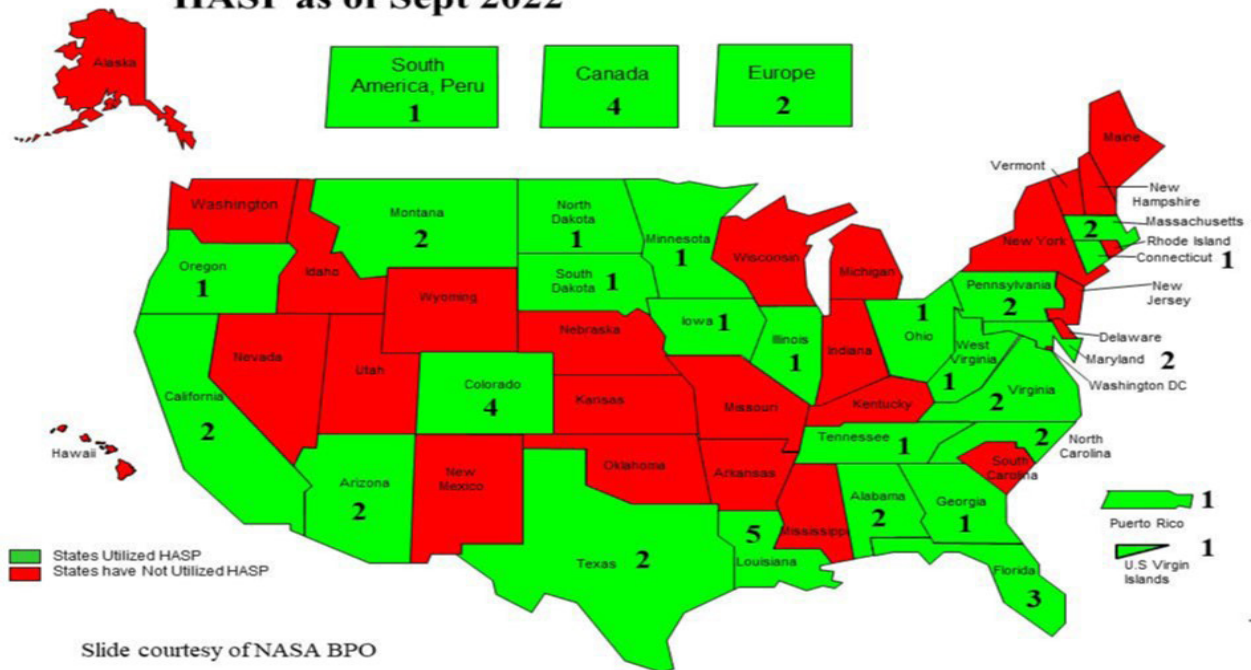 HASP as of Sept 2022
Alaska
South
America, Peru
1
Canada
4
Europe
2
Maine
Vermont
New
Hampshire
Massachusetts
2
Rhode Island
Connecticut 1
New York
Washington
Montana
2
North
Dakota
1
Minnesota
1
Wisconsin
Michigan
Oregon
1
Idaho
Wyoming
South
Dakota 1
Iowa 1
Nebraska
Illinois
1
Indiana
1
Ohio
Pennsylvania
2
New
Jersey
Delaware
Maryland 2
Washington DC
West
Virginia
1
Virginia
2
Nevada
Utah
Colorado
4
Kansas
Missouri
Kentucky
California
2
Tennessee 1
2 North
Carolina
South
Carolina
Hawaii
Arizona
2
New
Mexico
Oklahoma
Arkansas
Mississippi
Alabama
2
Georgia
1
Texas 2
5
Louisiana
Florida
3
1
Puerto Rico
1
U.S Virgin
Islands
States Utilized HASP
States have Not Utilized HASP
Slide courtesy of NASA BPO